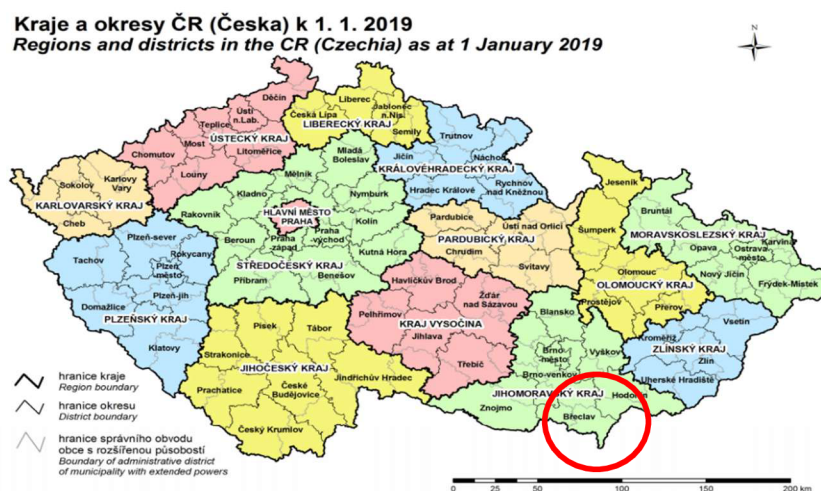 Kraje a okresy ČR (Česka) k 1. 1. 2019
Regions and districts in the CR (Czechia) as at 1 January 2019
N
Děčín
Ústí
n.Lab.
Teplice
Most
ÚSTECKÝ KRAJ
Chomutov
Litoměřice
Louny
Liberec
Česká Lípa
Jablonec
n.Nis.
LIBERECKÝ KRAJ
Semily
Trutnov
Jičín
Náchod
KRÁLOVÉHRADECKÝ KRAJ
Hradec Králové
Rychnov
nad Kněžnou
Sokolov
Karlovy
Vary
KARLOVARSKÝ KRAJ
Cheb
Mladá
Boleslav
Mělník
Kladno
Nymburk
Rakovník
HLAVNÍ MĚSTO
PRAHA
Kolín
Beroun
Praha
západ
Praha
východ
Kutná Hora
STŘEDOČESKÝ KRAJ
Benešov
Příbram
Plzeň-sever
Rokycany
Tachov
Plzeň
město
Plzeň-jih
Domažlice
PLZEŇSKÝ KRAJ
Klatovy
Pardubice
Ústí nad Orlicí
PARDUBICKÝ KRAJ
Chrudim
Svitavy
Jeseník
Šumperk
Olomouc
OLOMOUCKÝ KRAJ
Prostějov
Přerov
Bruntál
MORAVSKOSLEZSKÝ KRAJ
Opava
Ostrava
město
Karviná
Nový Jičín
Frýdek-Místek
Havlíčkův Brod
Žďár
nad Sázavou
Pelhřimov
KRAJ VYSOČINA
Jihlava
Třebíč
Písek
Tábor
Strakonice
JIHOČESKÝ KRAJ
Jindřichův Hradec
Prachatice
České
Budějovice
Český Krumlov
Blansko
Brno-
město
Vyškov
Brno-venkov
JIHOMORAVSKÝ KRAJ
Hodonín
Znojmo
Břeclav
Kroměříž
Vsetín
ZLÍNSKÝ KRAJ
Zlín
Uherské Hradiště
hranice kraje
Region boundary
hranice okresu
District boundary
hranice správního obvodu
obce s rozšířenou působostí
Boundary of administrative district
of municipality with extended powers
0 25 50 100 150 200 km